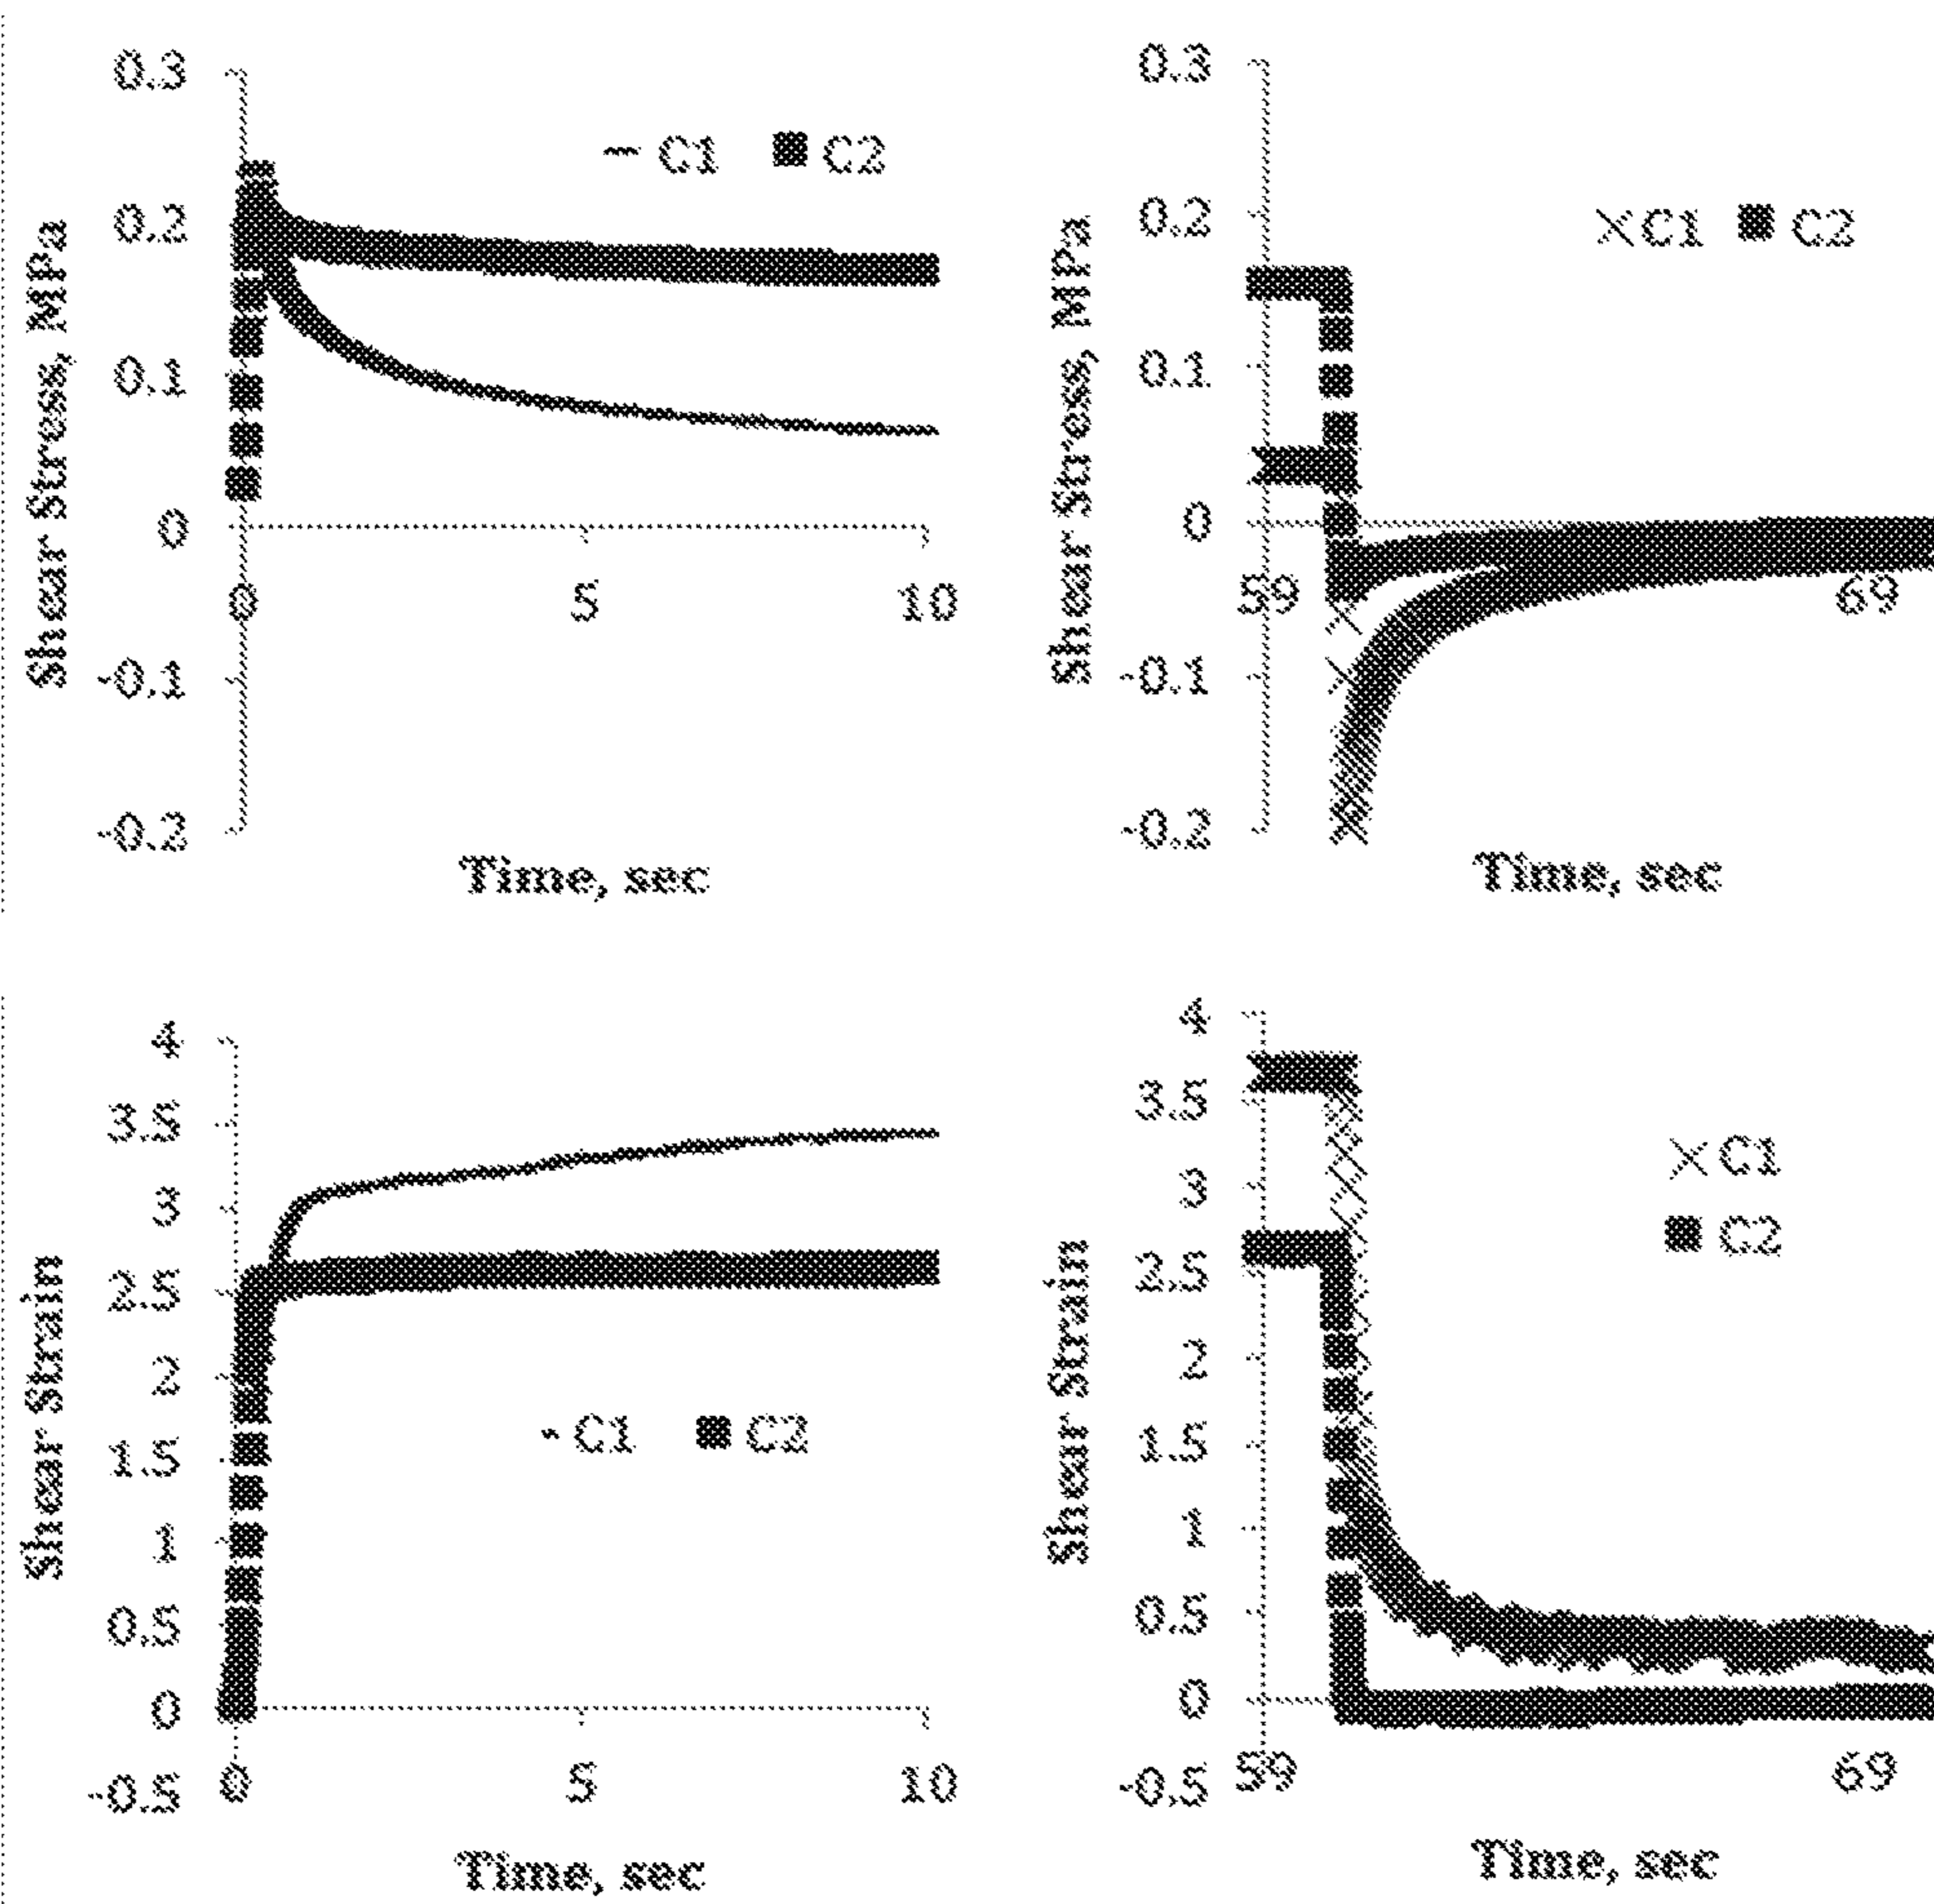 0.3
C1 C2
0.2
0.1
0
-0.1
-0.2
0 5 10
Shear Stress, MPa
Time, sec
0.3
C1 C2
0.2
0.1
0
-0.1
-0.2
59 69
Shear Stress, MPa
Time, sec
4
3.5
3
2.5
2
1.5
1
0.5
0
-0.5
C1 C2
0 5 10
Shear Strain
Time, sec
4
3.5
3
2.5
2
1.5
1
0.5
0
-0.5
C1
C2
59 69
Shear Strain
Time, sec